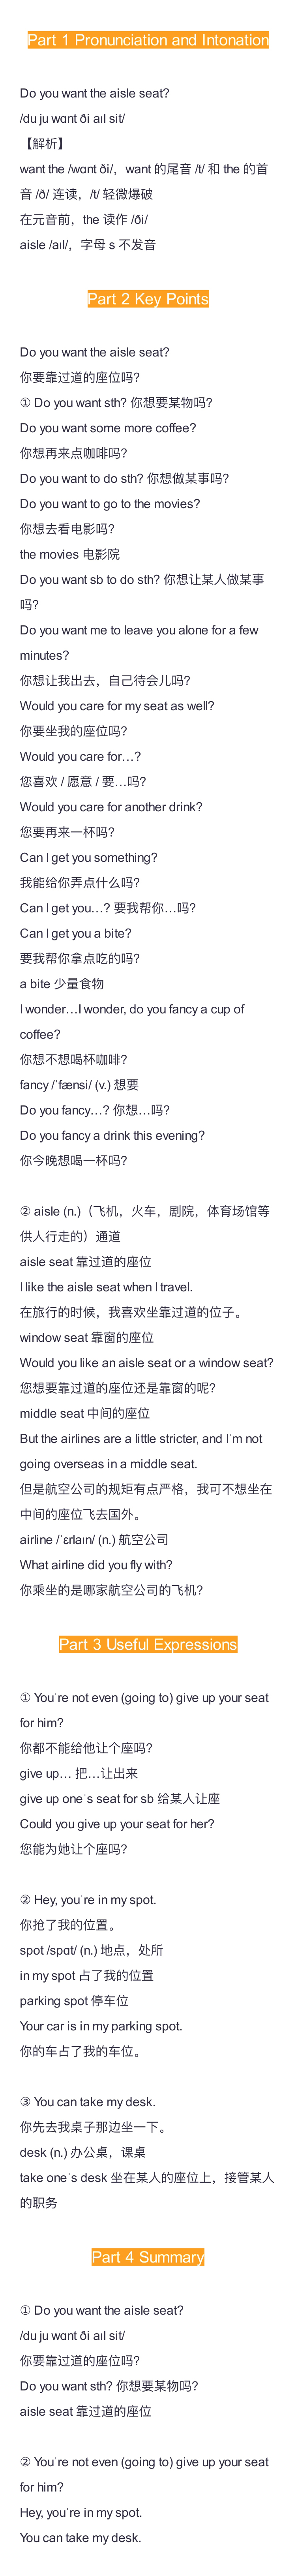 Part 1 Pronunciation and Intonation
Do you want the aisle seat?
/du ju wɑnt ði aɪl sit/
【解析】
want the /wɑnt ði/，want 的尾音 /t/ 和 the 的首
音 /ð/ 连读，/t/ 轻微爆破
在元音前，the 读作 /ði/
aisle /aɪl/，字母 s 不发音
Part 2 Key Points
Do you want the aisle seat?
你要靠过道的座位吗?
① Do you want sth? 你想要某物吗?
Do you want some more coffee?
你想再来点咖啡吗?
Do you want to do sth? 你想做某事吗?
Do you want to go to the movies?
你想去看电影吗?
the movies 电影院
Do you want sb to do sth? 你想让某人做某事
吗?
Do you want me to leave you alone for a few
minutes?
你想让我出去，自己待会儿吗?
Would you care for my seat as well?
你要坐我的座位吗?
Would you care for…?
您喜欢 / 愿意 / 要…吗?
Would you care for another drink?
您要再来一杯吗?
Can I get you something?
我能给你弄点什么吗?
Can I get you…? 要我帮你…吗?
Can I get you a bite?
要我帮你拿点吃的吗?
a bite 少量食物
I wonder…I wonder, do you fancy a cup of
coffee?
你想不想喝杯咖啡?
fancy /ˈfænsi/ (v.) 想要
Do you fancy…? 你想…吗?
Do you fancy a drink this evening?
你今晚想喝一杯吗?
② aisle (n.)（飞机，火车，剧院，体育场馆等
供人行走的）通道
aisle seat 靠过道的座位
I like the aisle seat when I travel.
在旅行的时候，我喜欢坐靠过道的位子。
window seat 靠窗的座位
Would you like an aisle seat or a window seat?
您想要靠过道的座位还是靠窗的呢?
middle seat 中间的座位
But the airlines are a little stricter, and I'm not
going overseas in a middle seat.
但是航空公司的规矩有点严格，我可不想坐在
中间的座位飞去国外。
airline /ˈɛrlaɪn/ (n.) 航空公司
What airline did you fly with?
你乘坐的是哪家航空公司的飞机?
Part 3 Useful Expressions
① You're not even (going to) give up your seat
for him?
你都不能给他让个座吗?
give up… 把…让出来
give up one's seat for sb 给某人让座
Could you give up your seat for her?
您能为她让个座吗?
② Hey, you're in my spot.
你抢了我的位置。
spot /spɑt/ (n.) 地点，处所
in my spot 占了我的位置
parking spot 停车位
Your car is in my parking spot.
你的车占了我的车位。
③ You can take my desk.
你先去我桌子那边坐一下。
desk (n.) 办公桌，课桌
take one's desk 坐在某人的座位上，接管某人
的职务
Part 4 Summary
① Do you want the aisle seat?
/du ju wɑnt ði aɪl sit/
你要靠过道的座位吗?
Do you want sth? 你想要某物吗?
aisle seat 靠过道的座位
② You're not even (going to) give up your seat
for him?
Hey, you're in my spot.
You can take my desk.